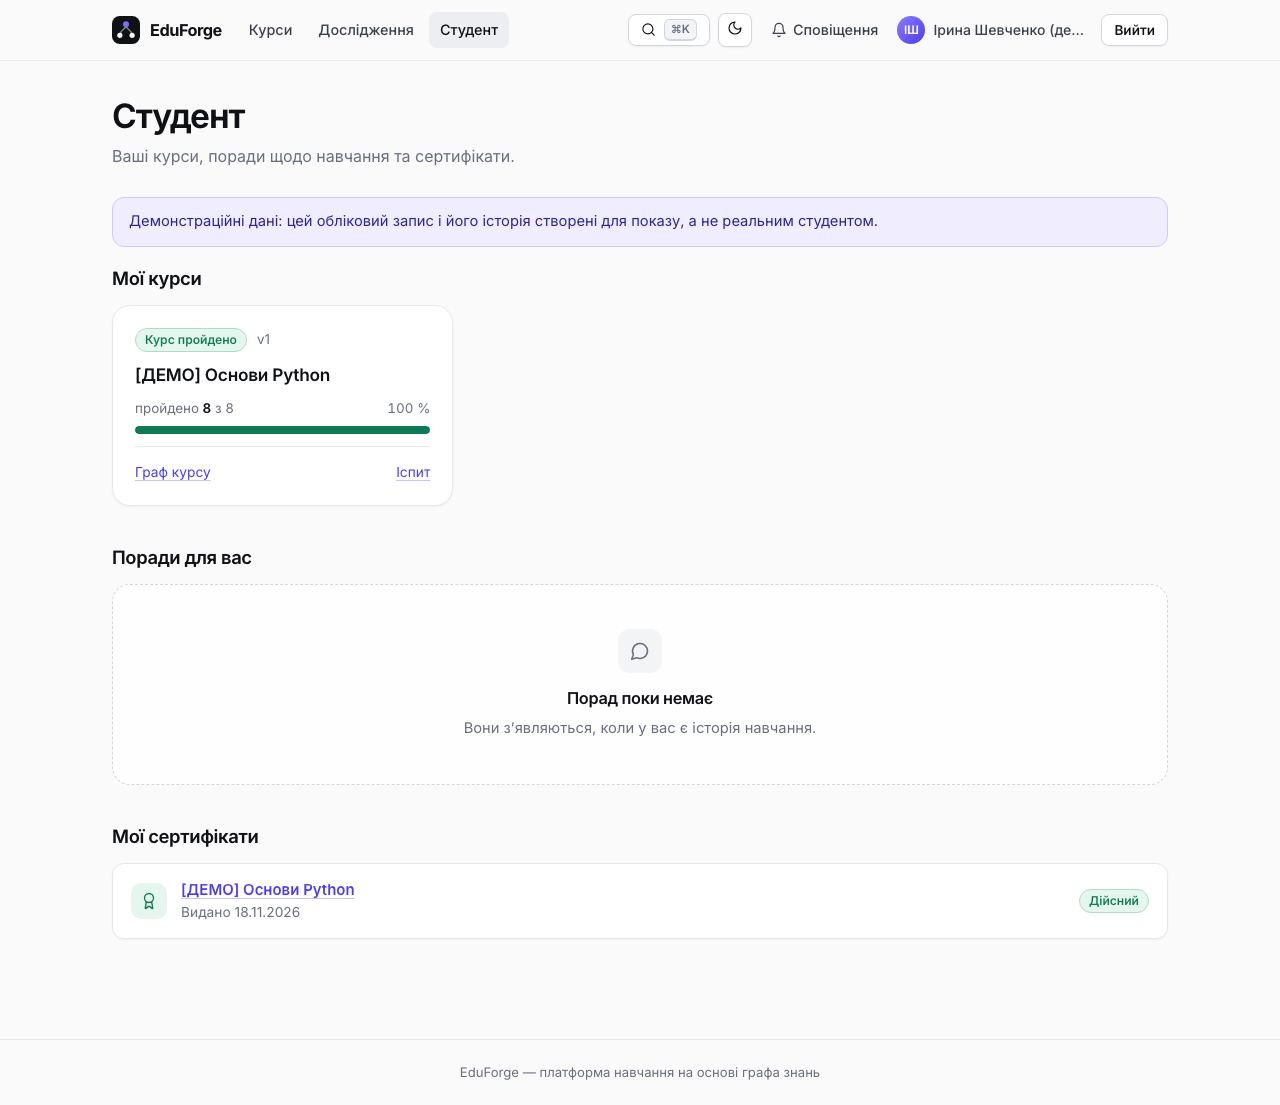 EduForge Курси Дослідження Студент ⌘K Сповіщення ІШ Ірина Шевченко (де... Вийти
Студент
Ваші курси, поради щодо навчання та сертифікати.
Демонстраційні дані: цей обліковий запис і його історія створені для показу, а не реальним студентом.
Мої курси
Курс пройдено v1
[ДЕМО] Основи Python
пройдено 8 з 8 100 %
Граф курсу Іспит
Поради для вас
Порад поки немає
Вони зʼявляються, коли у вас є історія навчання.
Мої сертифікати
[ДЕМО] Основи Python
Видано 18.11.2026
Дійсний
EduForge — платформа навчання на основі графа знань